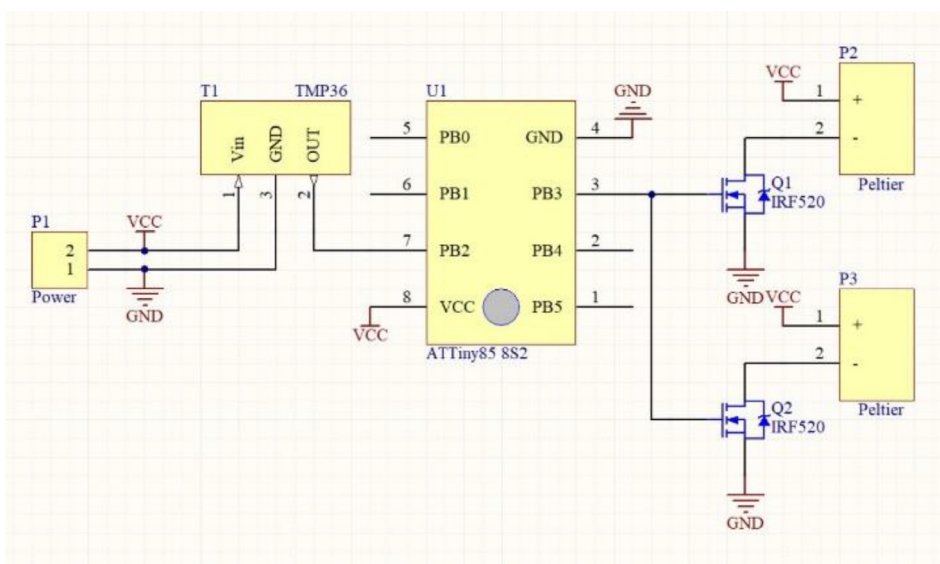 P1
2
1
Power
VCC
GND
T1 TMP36
Vin
GND
OUT
1
3
2
U1
5 PB0 GND 4
6 PB1 PB3 3
7 PB2 PB4 2
8 VCC PB5 1
ATTiny85 8S2
VCC
GND
P2
VCC
1 +
2 -
Peltier
Q1
IRF520
GND
P3
VCC
1 +
2 -
Peltier
Q2
IRF520
GND